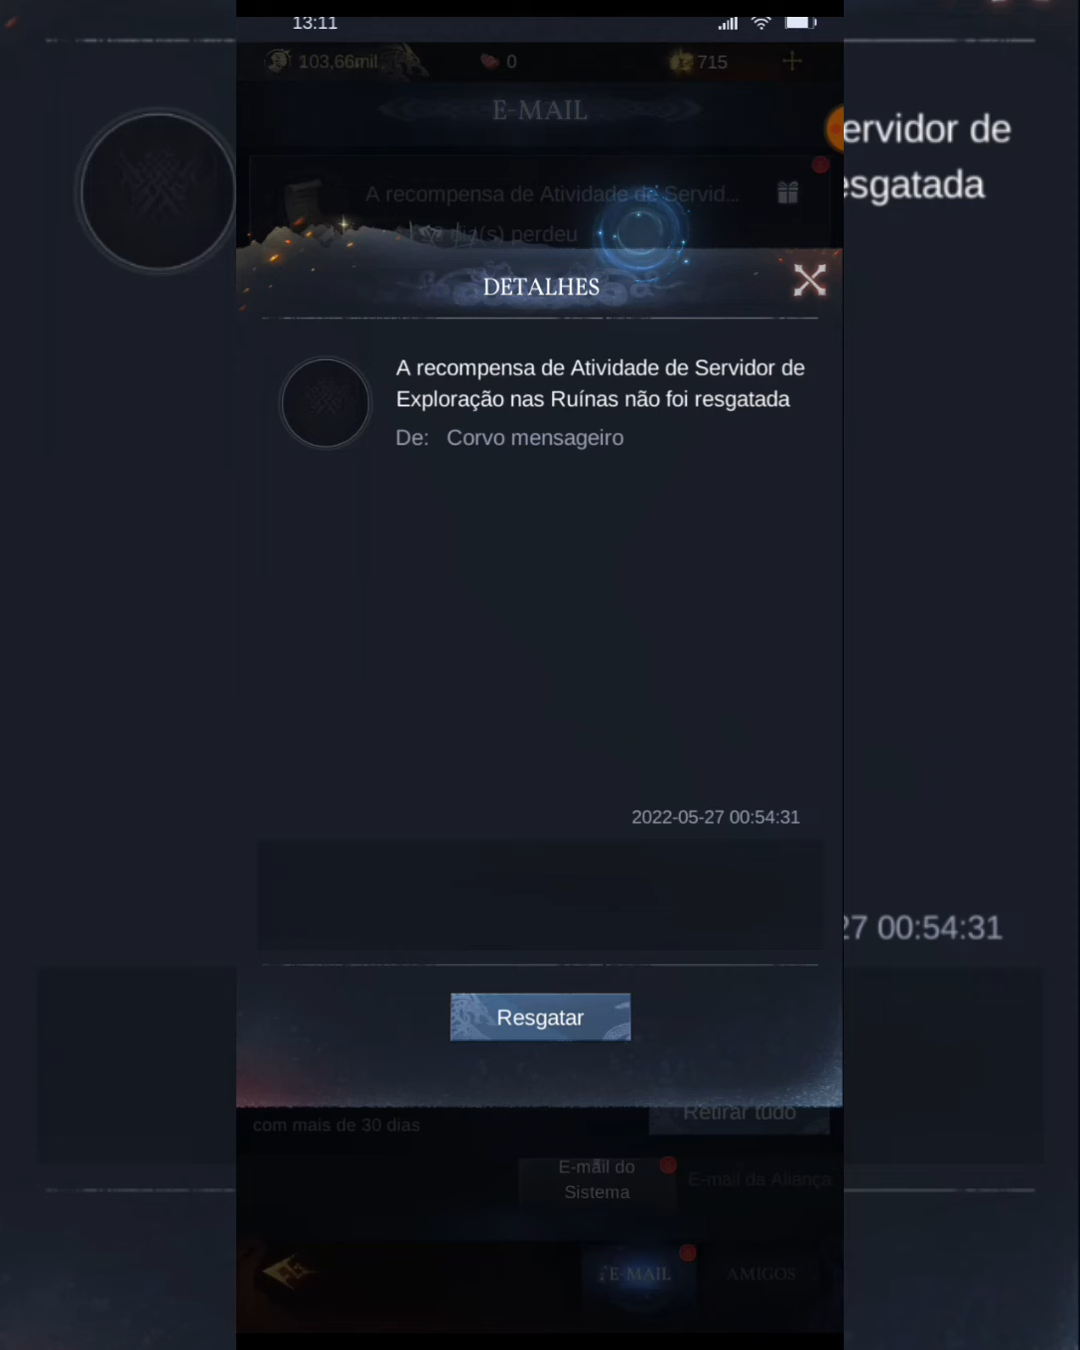 13:11
103,66mil
0
715
E-MAIL
ervidor de
esgatada
A recompensa de Atividade de Servid...
dia(s) perdeu
DETALHES
A recompensa de Atividade de Servidor de
Exploração nas Ruínas não foi resgatada
De: Corvo mensageiro
2022-05-27 00:54:31
27 00:54:31
Resgatar
Retirar tudo
com mais de 30 dias
E-mail do
Sistema
E-mail da Aliança
E-MAIL
AMIGOS